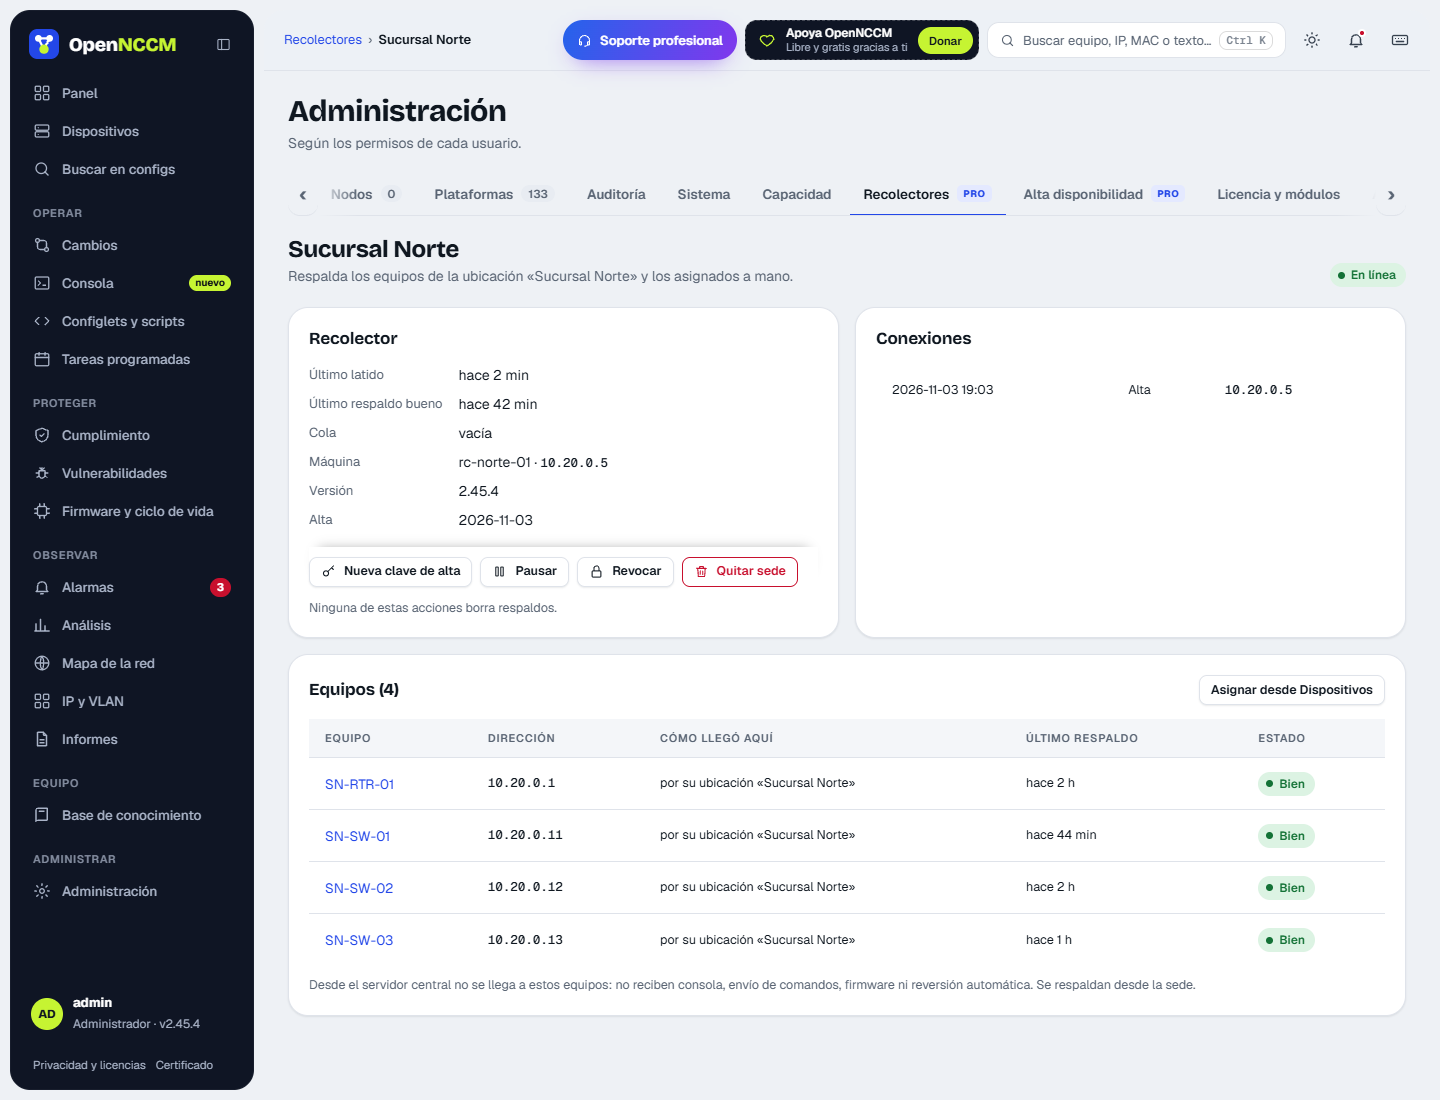 OpenNCCM
Panel
Dispositivos
Buscar en configs
OPERAR
Cambios
Consola nuevo
Configlets y scripts
Tareas programadas
PROTEGER
Cumplimiento
Vulnerabilidades
Firmware y ciclo de vida
OBSERVAR
Alarmas 3
Análisis
Mapa de la red
IP y VLAN
Informes
EQUIPO
Base de conocimiento
ADMINISTRAR
Administración
AD
admin
Administrador · v2.45.4
Privacidad y licencias Certificado
Recolectores › Sucursal Norte
Soporte profesional
Apoya OpenNCCM
Libre y gratis gracias a ti
Donar
Buscar equipo, IP, MAC o texto... Ctrl K
Administración
Según los permisos de cada usuario.
‹ Nodos 0 Plataformas 133 Auditoría Sistema Capacidad Recolectores PRO Alta disponibilidad PRO Licencia y módulos ›
Sucursal Norte
Respalda los equipos de la ubicación «Sucursal Norte» y los asignados a mano.
En línea
Recolector
Último latido hace 2 min
Último respaldo bueno hace 42 min
Cola vacía
Máquina rc-norte-01 · 10.20.0.5
Versión 2.45.4
Alta 2026-11-03
Nueva clave de alta Pausar Revocar Quitar sede
Ninguna de estas acciones borra respaldos.
Conexiones
2026-11-03 19:03 Alta 10.20.0.5
Equipos (4)
Asignar desde Dispositivos
EQUIPO DIRECCIÓN CÓMO LLEGÓ AQUÍ ÚLTIMO RESPALDO ESTADO
SN-RTR-01 10.20.0.1 por su ubicación «Sucursal Norte» hace 2 h Bien
SN-SW-01 10.20.0.11 por su ubicación «Sucursal Norte» hace 44 min Bien
SN-SW-02 10.20.0.12 por su ubicación «Sucursal Norte» hace 2 h Bien
SN-SW-03 10.20.0.13 por su ubicación «Sucursal Norte» hace 1 h Bien
Desde el servidor central no se llega a estos equipos: no reciben consola, envío de comandos, firmware ni reversión automática. Se respaldan desde la sede.